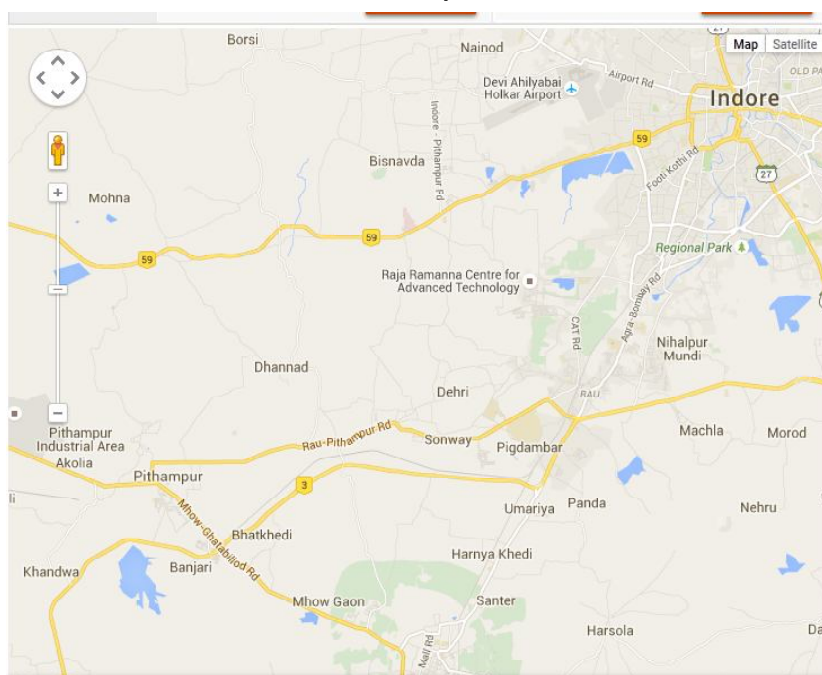 Borsi
Nainod
27
Map Satellite
Airport Rd
OLD PA
Devi Ahilyabai
Holkar Airport
Indore
Indore - Pithampur Rd
59
Bisnavda
Footi Kothi Rd
27
Mohna
59
Regional Park
59
Raja Ramanna Centre for
Advanced Technology
Agra-Bombay Rd
CAT Rd
Nihalpur
Mundi
Dhannad
Dehri
RAU
Pithampur
Industrial Area
Rau-Pithampur Rd
Sonway
Pigdambar
Machla
Morod
Akolia
Pithampur
3
li
Mhow-Ghatabillod Rd
Umariya
Panda
Nehru
Bhatkhedi
Harnya Khedi
Khandwa
Banjari
Mhow Gaon
Santer
Harsola
Da
Mall Rd